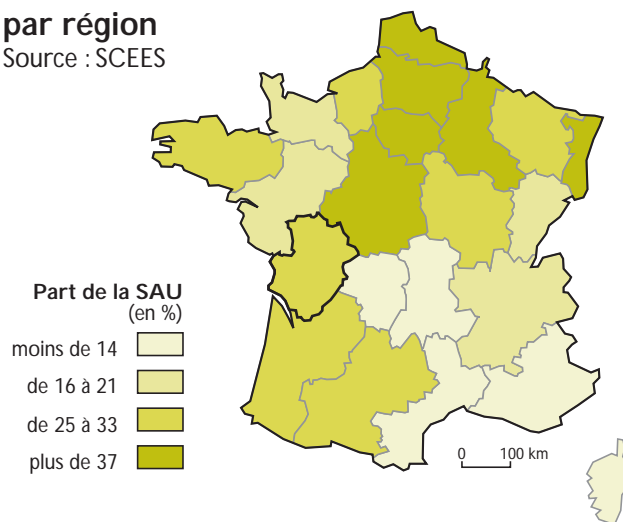 par région
Source : SCEES
Part de la SAU
(en %)
moins de 14
de 16 à 21
de 25 à 33
plus de 37
0 100 km